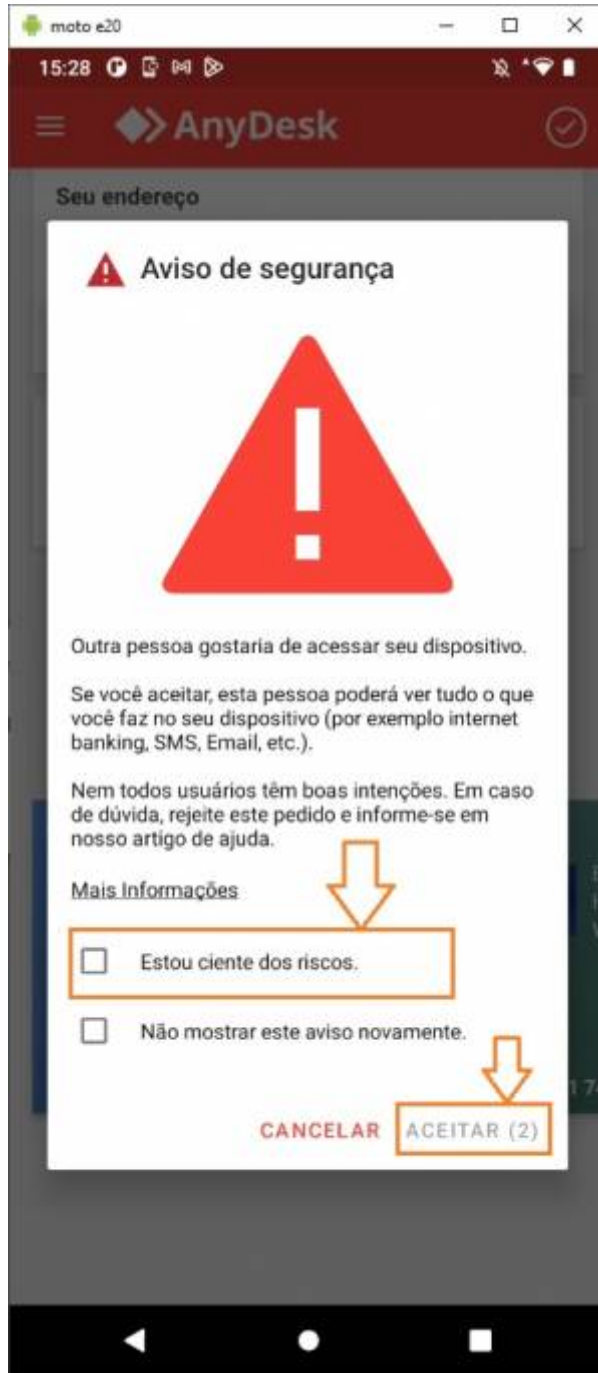 moto e20
15:28
AnyDesk
Seu endereço
Aviso de segurança
Outra pessoa gostaria de acessar seu dispositivo.
Se você aceitar, esta pessoa poderá ver tudo o que
você faz no seu dispositivo (por exemplo internet
banking, SMS, Email, etc.).
Nem todos usuários têm boas intenções. Em caso
de dúvida, rejeite este pedido e informe-se em
nosso artigo de ajuda.
Mais Informações
Estou ciente dos riscos.
Não mostrar este aviso novamente.
CANCELAR ACEITAR (2)